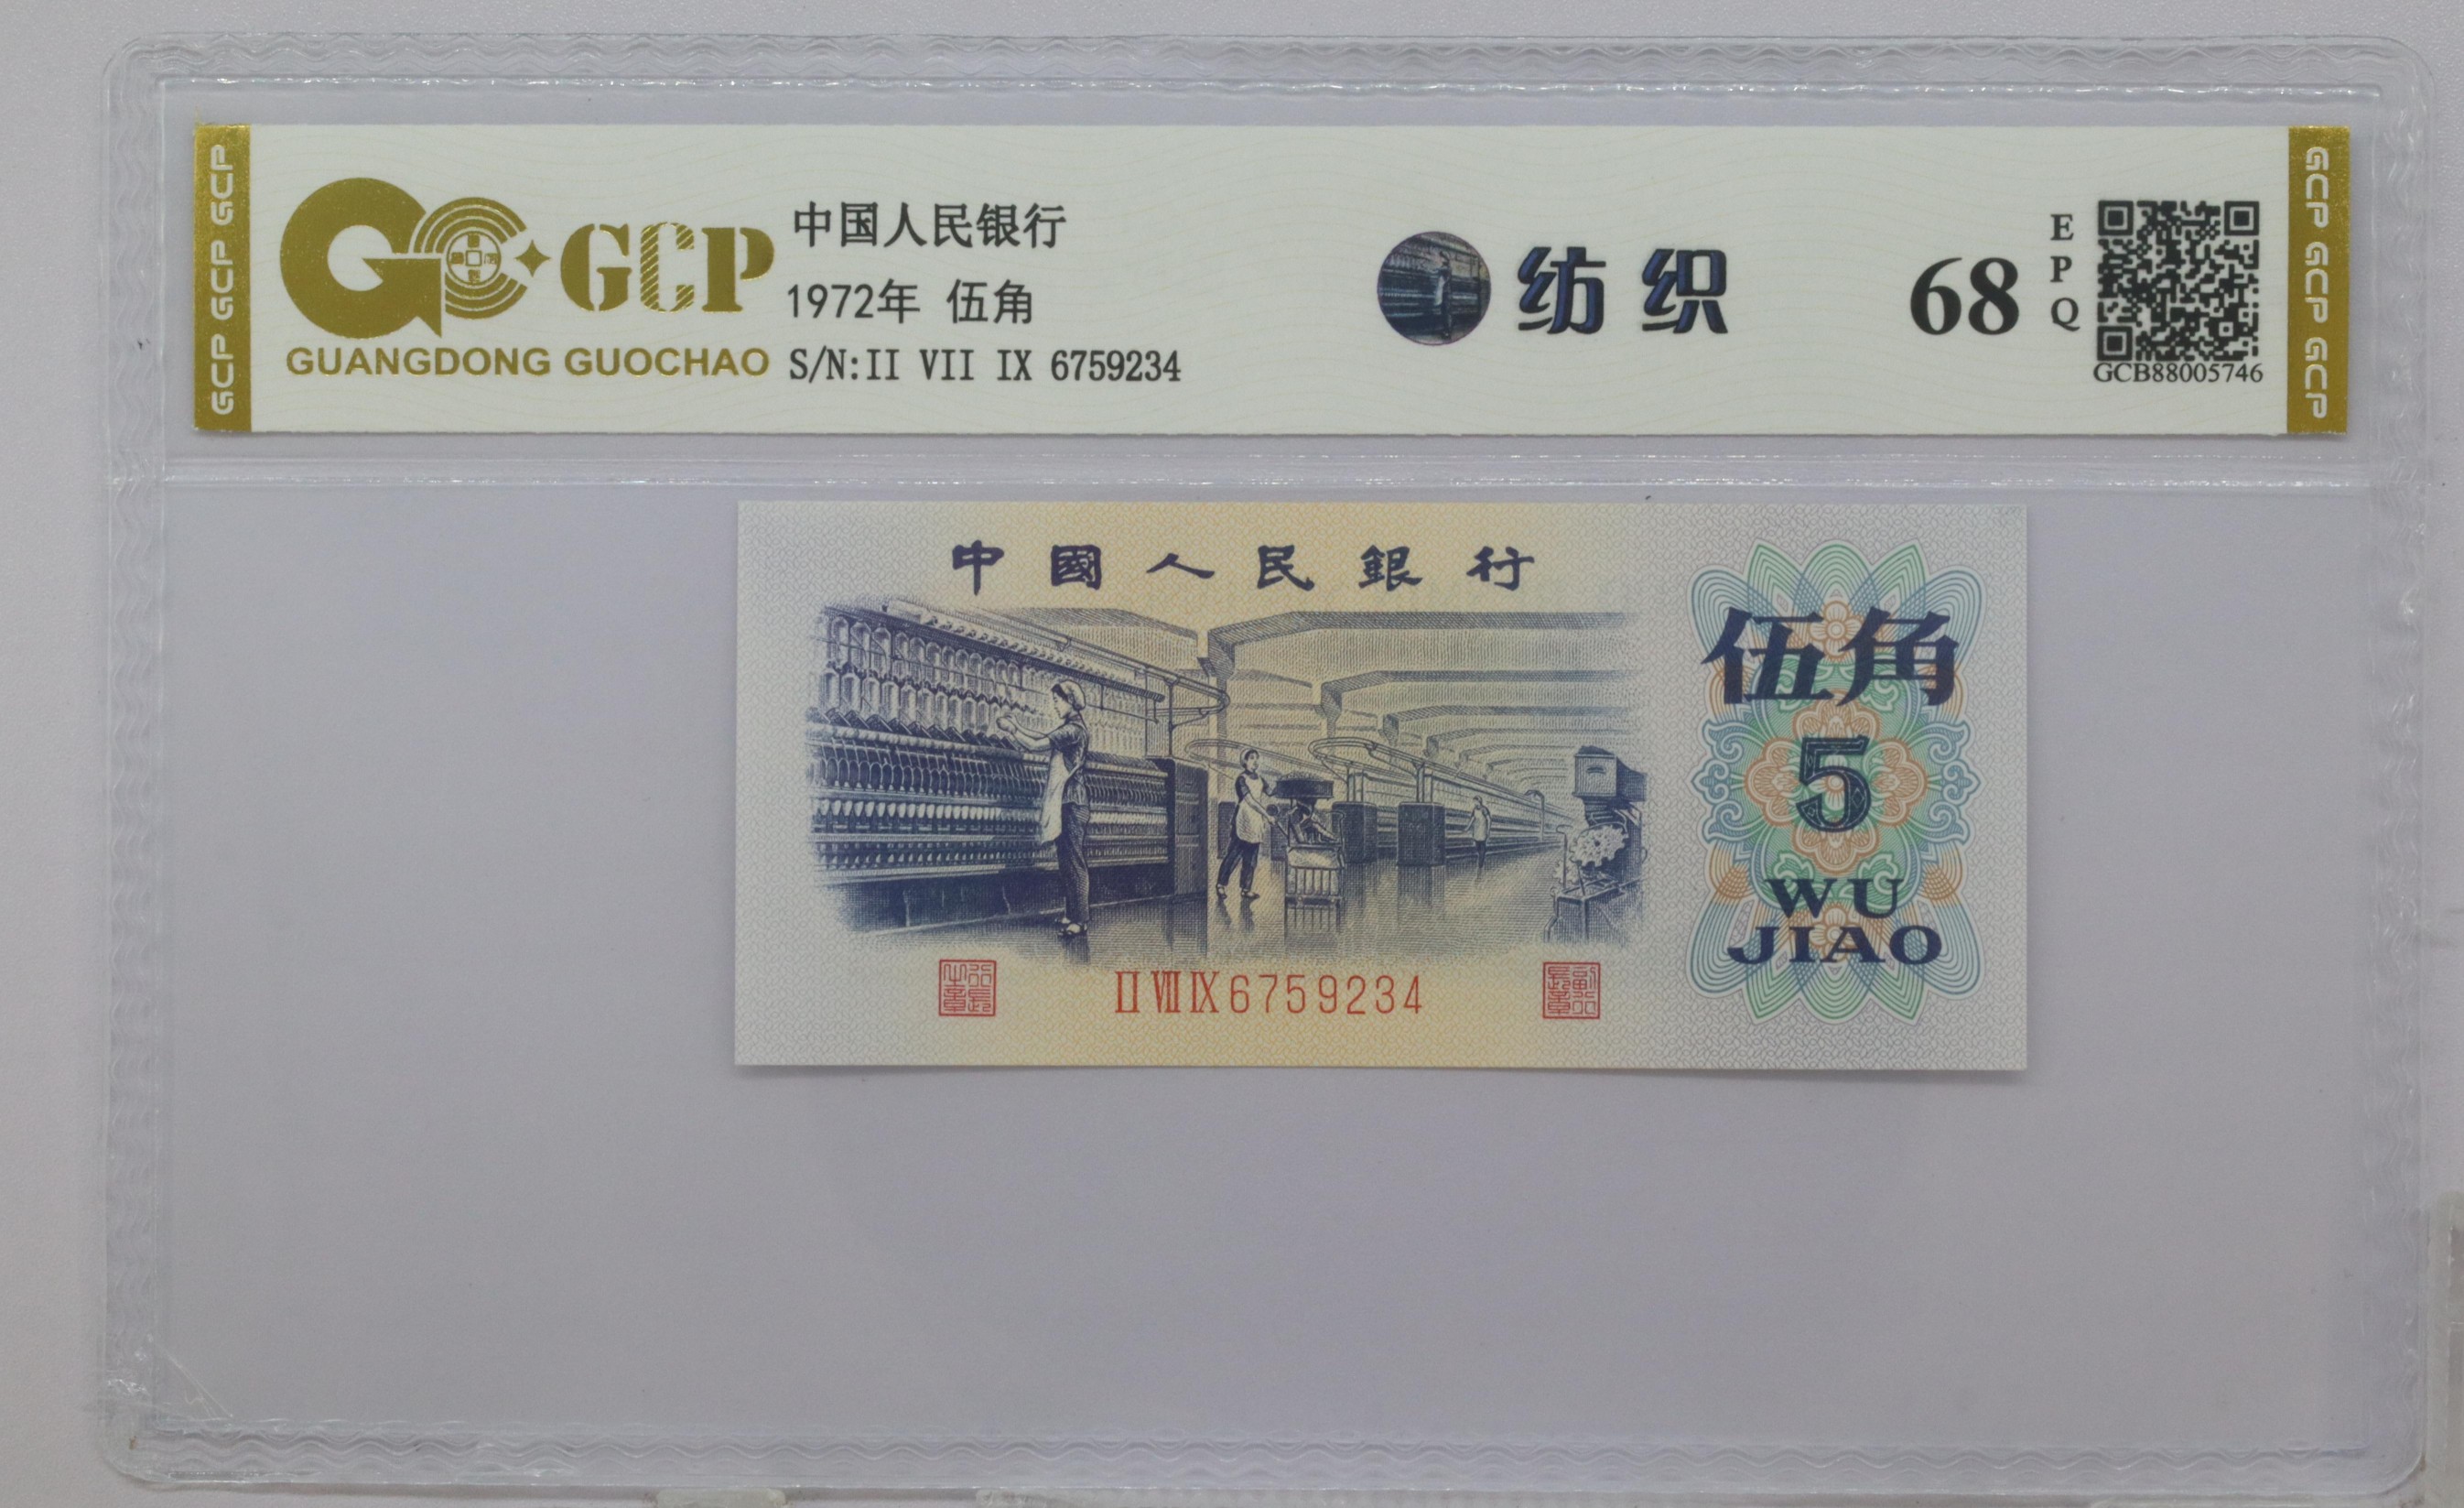 GCP GCP GCP
GCP
GUANGDONG GUOCHAO
中国人民银行
1972年 伍角
S/N:II VII IX 6759234
纺织
68
EPQ
GCB88005746
GCP GCP GCP
中國人民銀行
伍角
5
WU
JIAO
II VII IX 6759234